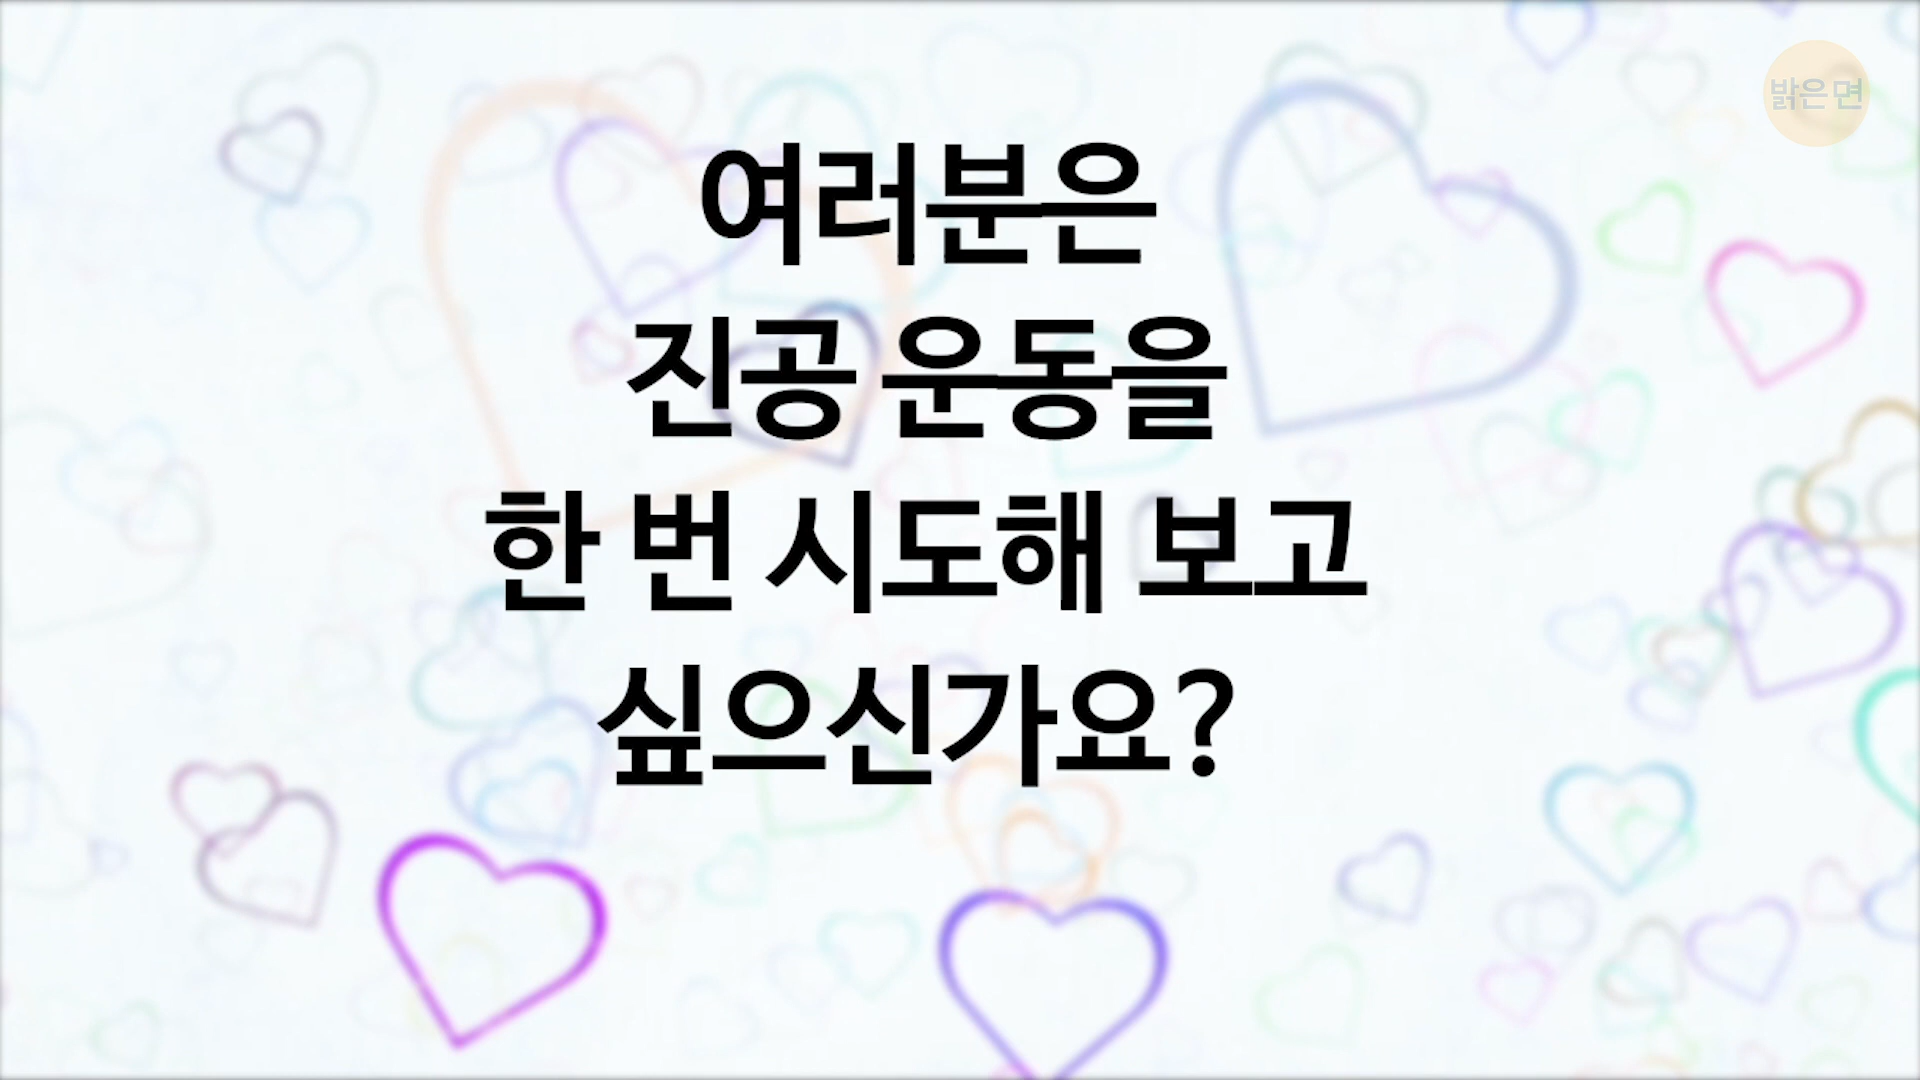 밝은면
여러분은
진공 운동을
한 번 시도해 보고
싶으신가요?